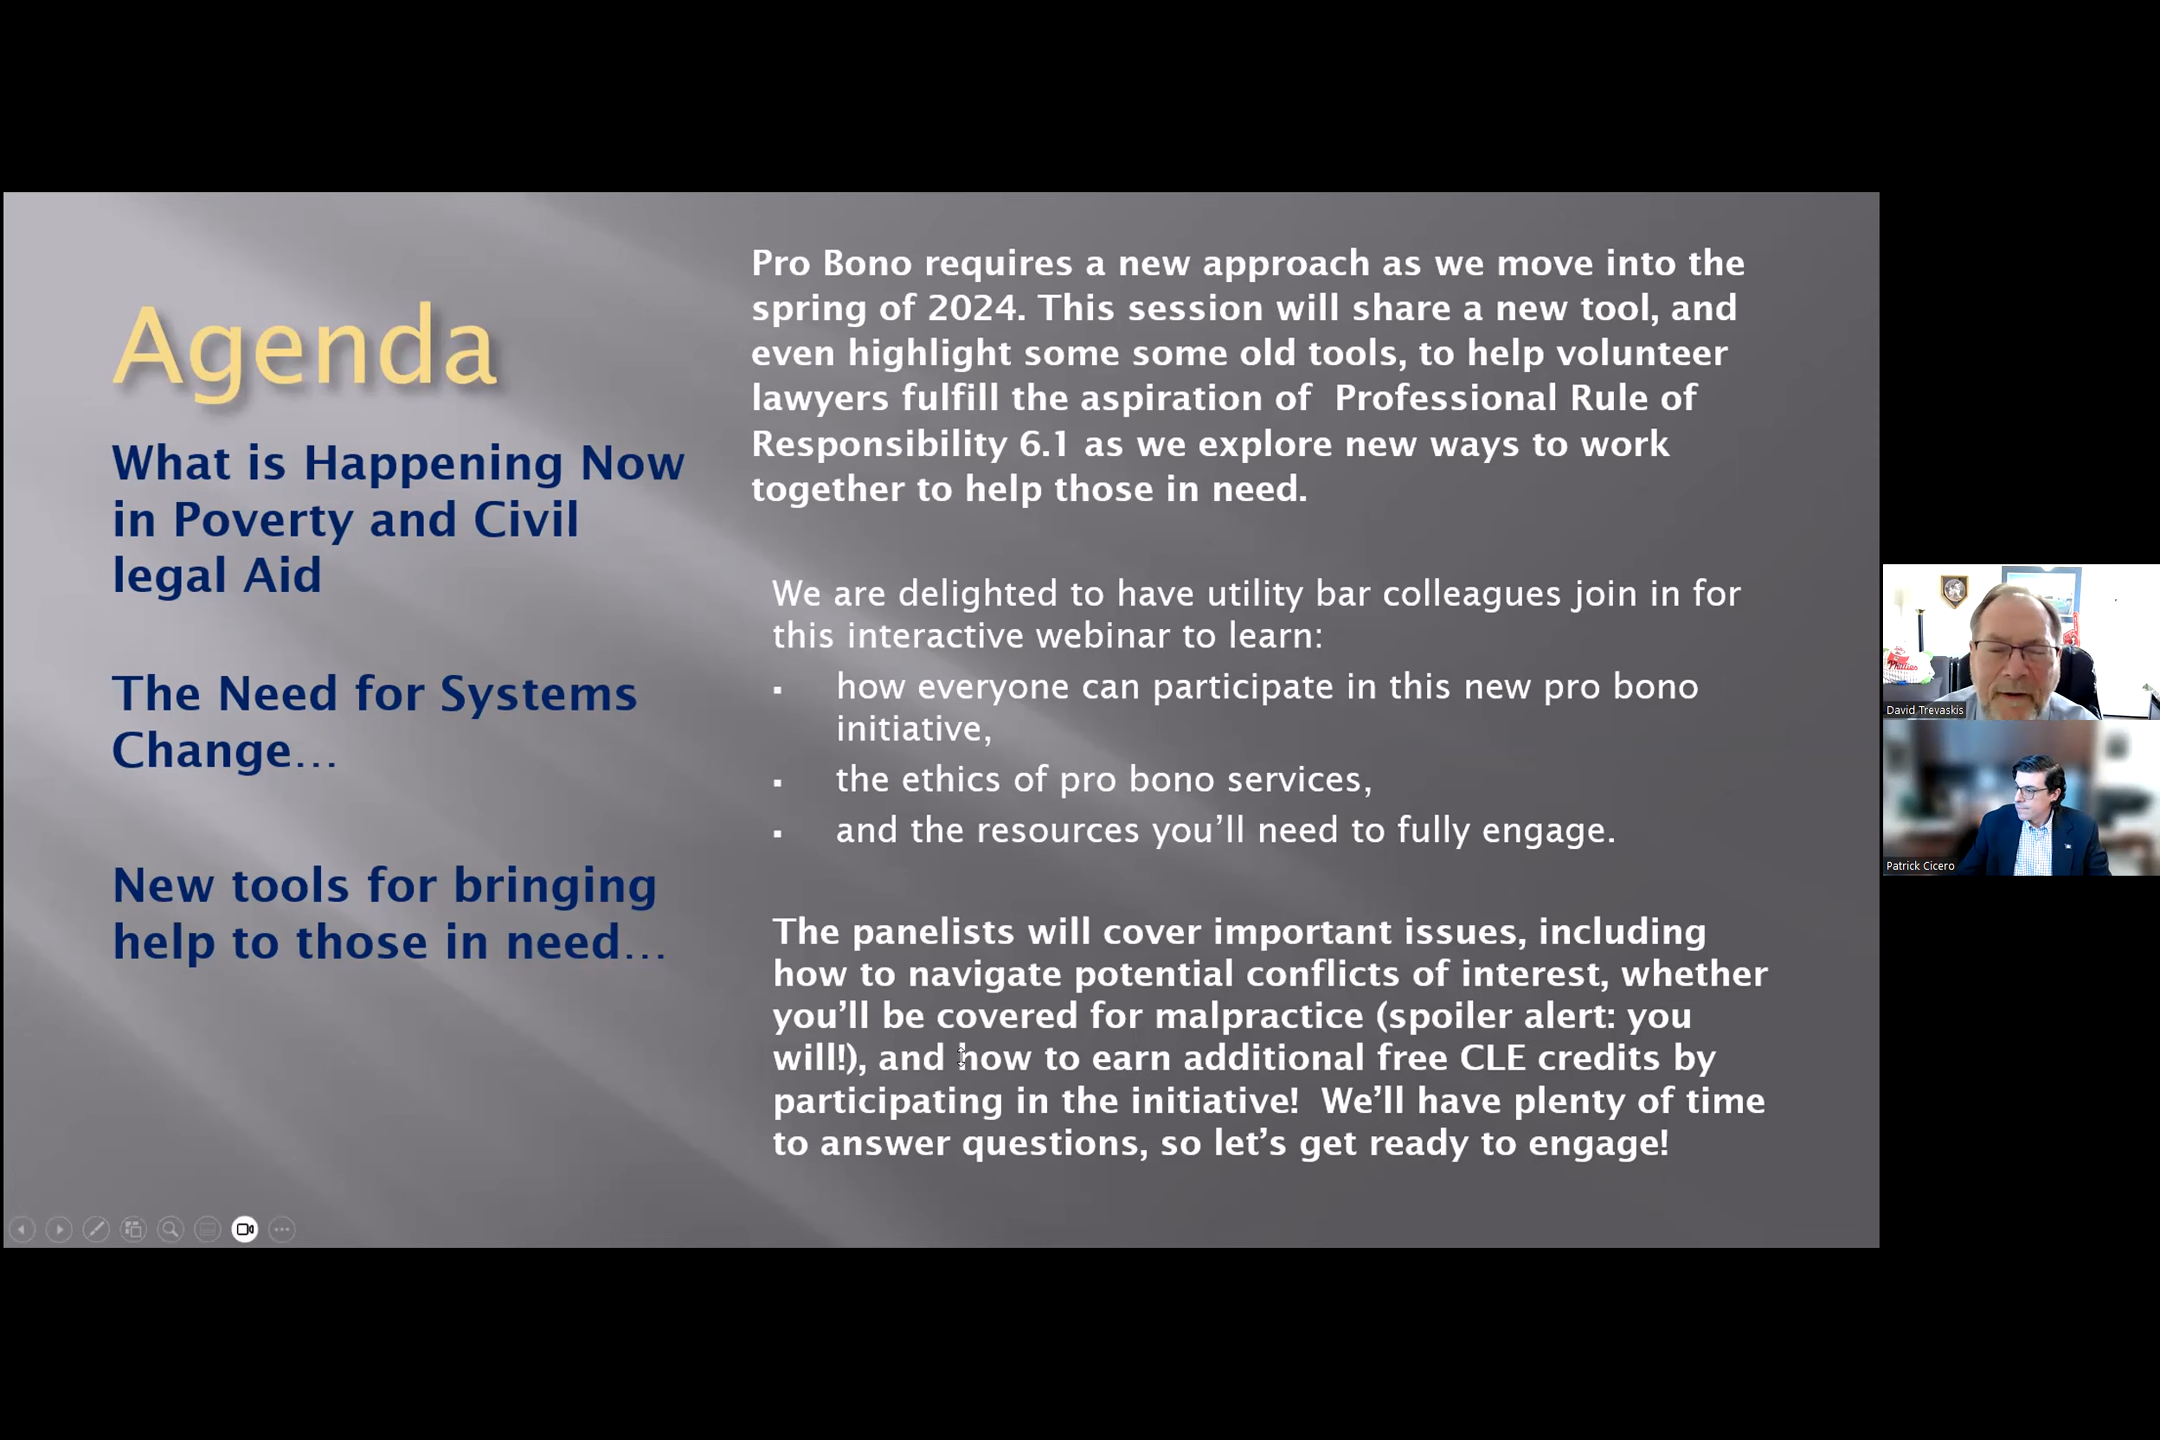 Agenda
What is Happening Now
in Poverty and Civil
legal Aid
The Need for Systems
Change...
New tools for bringing
help to those in need...
Pro Bono requires a new approach as we move into the
spring of 2024. This session will share a new tool, and
even highlight some some old tools, to help volunteer
lawyers fulfill the aspiration of  Professional Rule of
Responsibility 6.1 as we explore new ways to work
together to help those in need.
We are delighted to have utility bar colleagues join in for
this interactive webinar to learn:
▪ how everyone can participate in this new pro bono
initiative,
▪ the ethics of pro bono services,
▪ and the resources you’ll need to fully engage.
The panelists will cover important issues, including
how to navigate potential conflicts of interest, whether
you’ll be covered for malpractice (spoiler alert: you
will!), and how to earn additional free CLE credits by
participating in the initiative!  We’ll have plenty of time
to answer questions, so let’s get ready to engage!
Phillies
David Trevaskis
Patrick Cicero